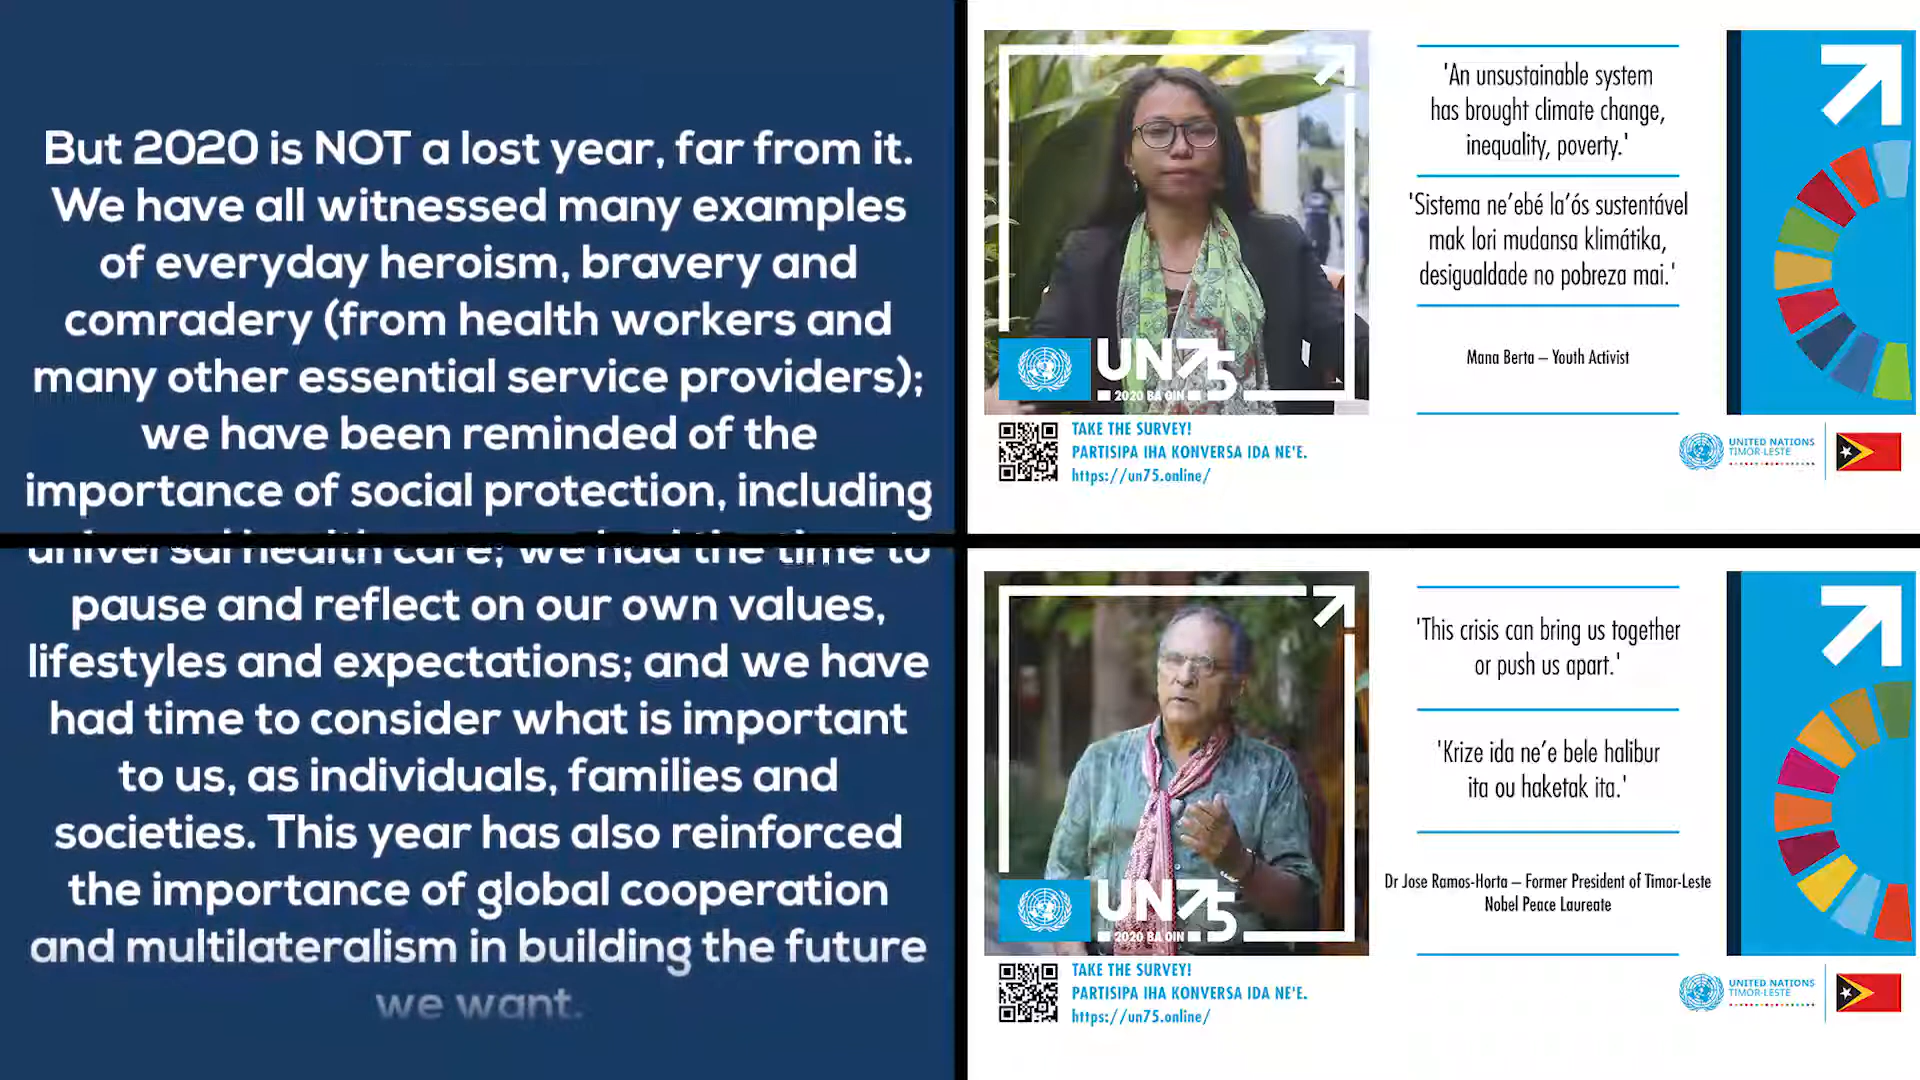 But 2020 is NOT a lost year, far from it.
We have all witnessed many examples
of everyday heroism, bravery and
comradery (from health workers and
many other essential service providers);
we have been reminded of the
importance of social protection, including
universal health care; we had the time to
pause and reflect on our own values,
lifestyles and expectations; and we have
had time to consider what is important
to us, as individuals, families and
societies. This year has also reinforced
the importance of global cooperation
and multilateralism in building the future
we want.
'An unsustainable system
has brought climate change,
inequality, poverty.'
'Sistema ne'ebé la'ós sustentável
mak lori mudansa klimátika,
desigualdade no pobreza mai.'
Mana Berta – Youth Activist
UN75
2020 BA OIN
TAKE THE SURVEY!
PARTISIPA IHA KONVERSA IDA NE'E.
https://un75.online/
UNITED NATIONS
TIMOR-LESTE
'This crisis can bring us together
or push us apart.'
'Krize ida ne'e bele halibur
ita ou haketak ita.'
Dr Jose Ramos-Horta – Former President of Timor-Leste
Nobel Peace Laureate
UN75
2020 BA OIN
TAKE THE SURVEY!
PARTISIPA IHA KONVERSA IDA NE'E.
https://un75.online/
UNITED NATIONS
TIMOR-LESTE